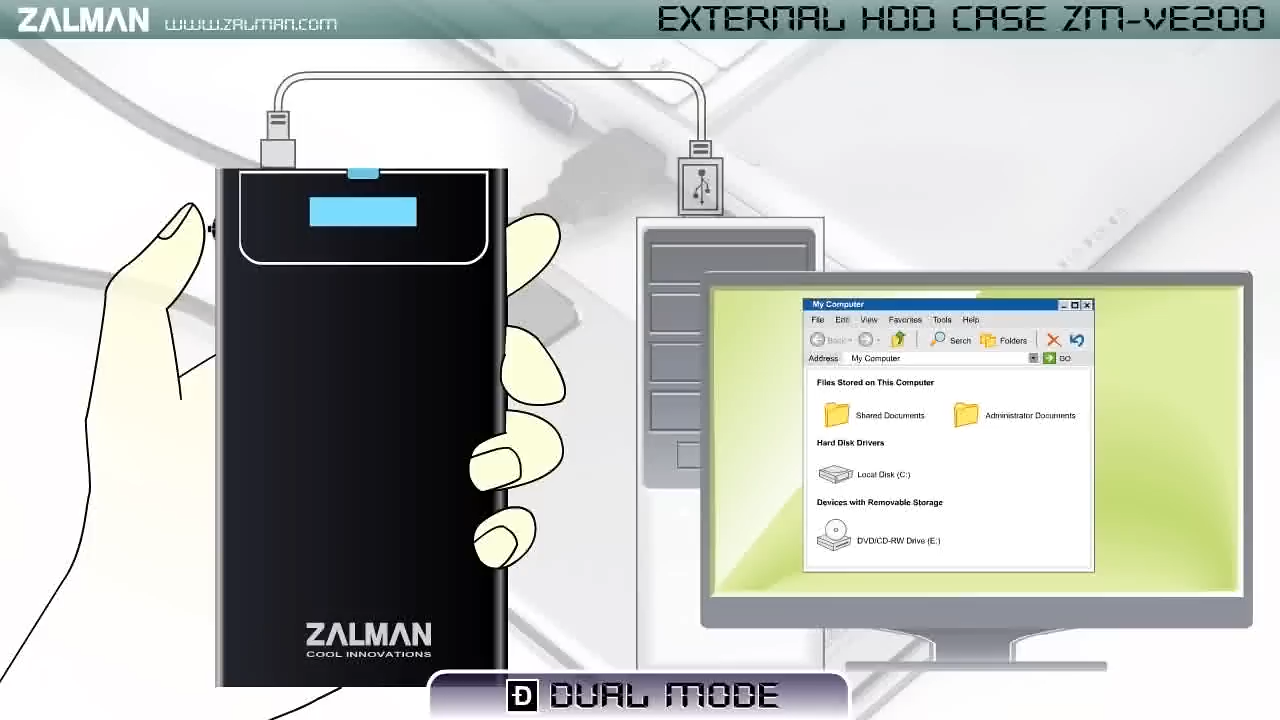 ZALMAN www.zalman.com EXTERNAL HDD CASE ZM-VE200
My Computer
File Edit View Favorites Tools Help
Back Serch Folders
Address My Computer GO
Files Stored on This Computer
Shared Documents Administrator Documents
Hard Disk Drivers
Local Disk (C:)
Devices with Removable Storage
DVD/CD-RW Drive (E:)
ZALMAN
COOL INNOVATIONS
D DUAL MODE